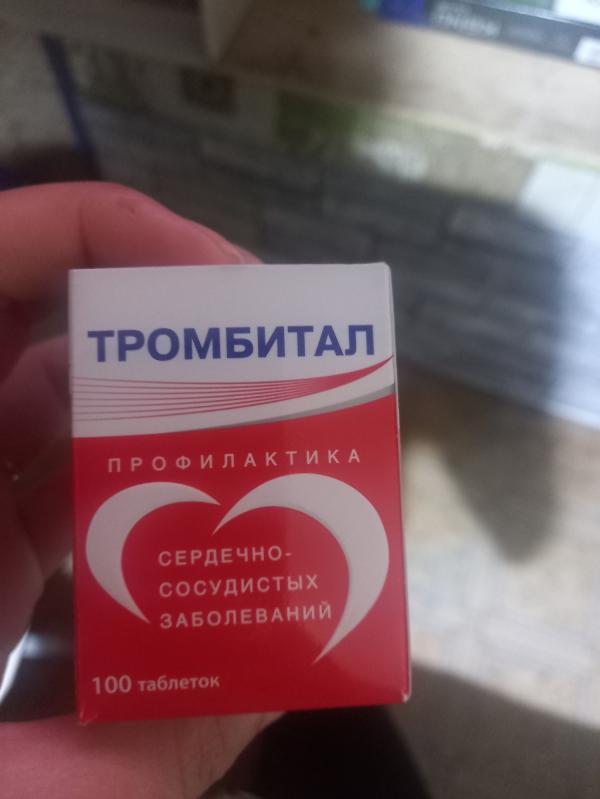 ТРОМБИТАЛ
ПРОФИЛАКТИКА
СЕРДЕЧНО-
СОСУДИСТЫХ
ЗАБОЛЕВАНИЙ
100 таблеток